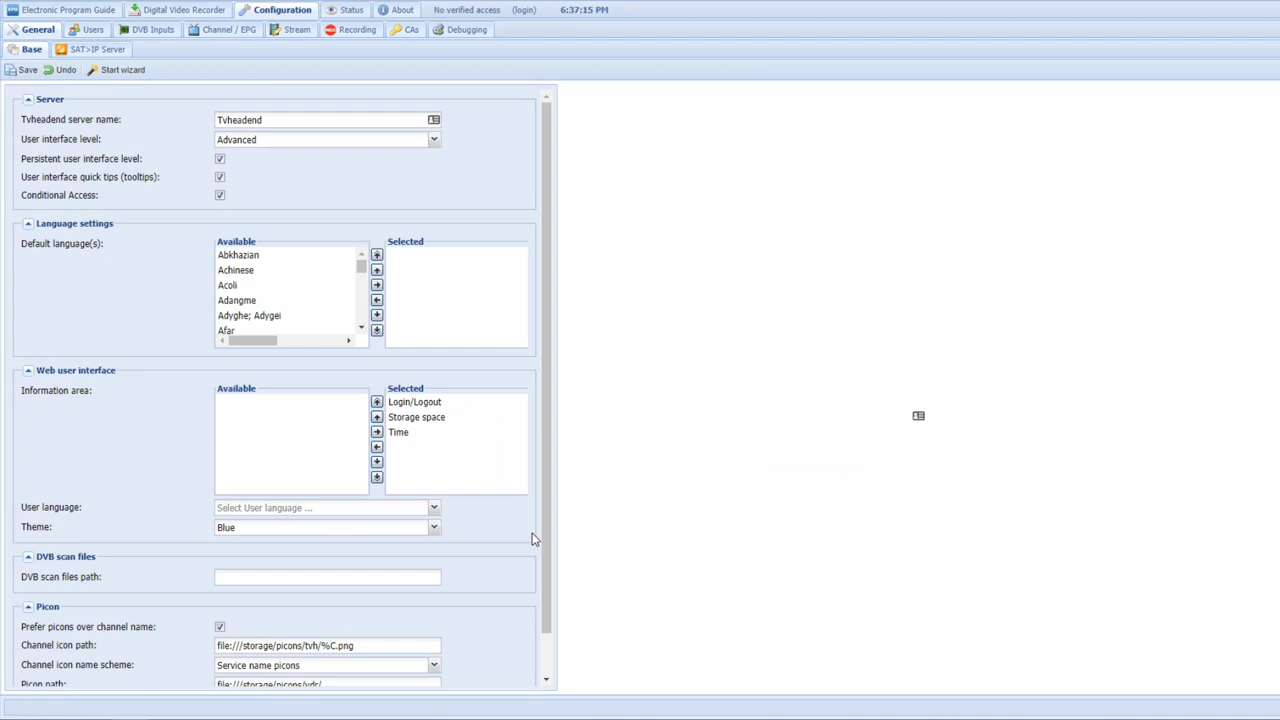 Electronic Program Guide Digital Video Recorder Configuration Status About No verified access (login) 6:37:15 PM
General Users DVB Inputs Channel / EPG Stream Recording CAs Debugging
Base SAT>IP Server
Save Undo Start wizard
Server
Tvheadend server name: Tvheadend
User interface level: Advanced
Persistent user interface level:
User interface quick tips (tooltips):
Conditional Access:
Language settings
Default language(s): Available Selected
Abkhazian
Achinese
Acoli
Adangme
Adyghe; Adygei
Afar
Web user interface
Information area: Available Selected
Login/Logout
Storage space
Time
User language: Select User language ...
Theme: Blue
DVB scan files
DVB scan files path:
Picon
Prefer picons over channel name:
Channel icon path: file:///storage/picons/tvh/%C.png
Channel icon name scheme: Service name picons
Picon path: file:///storage/picons/vdr/